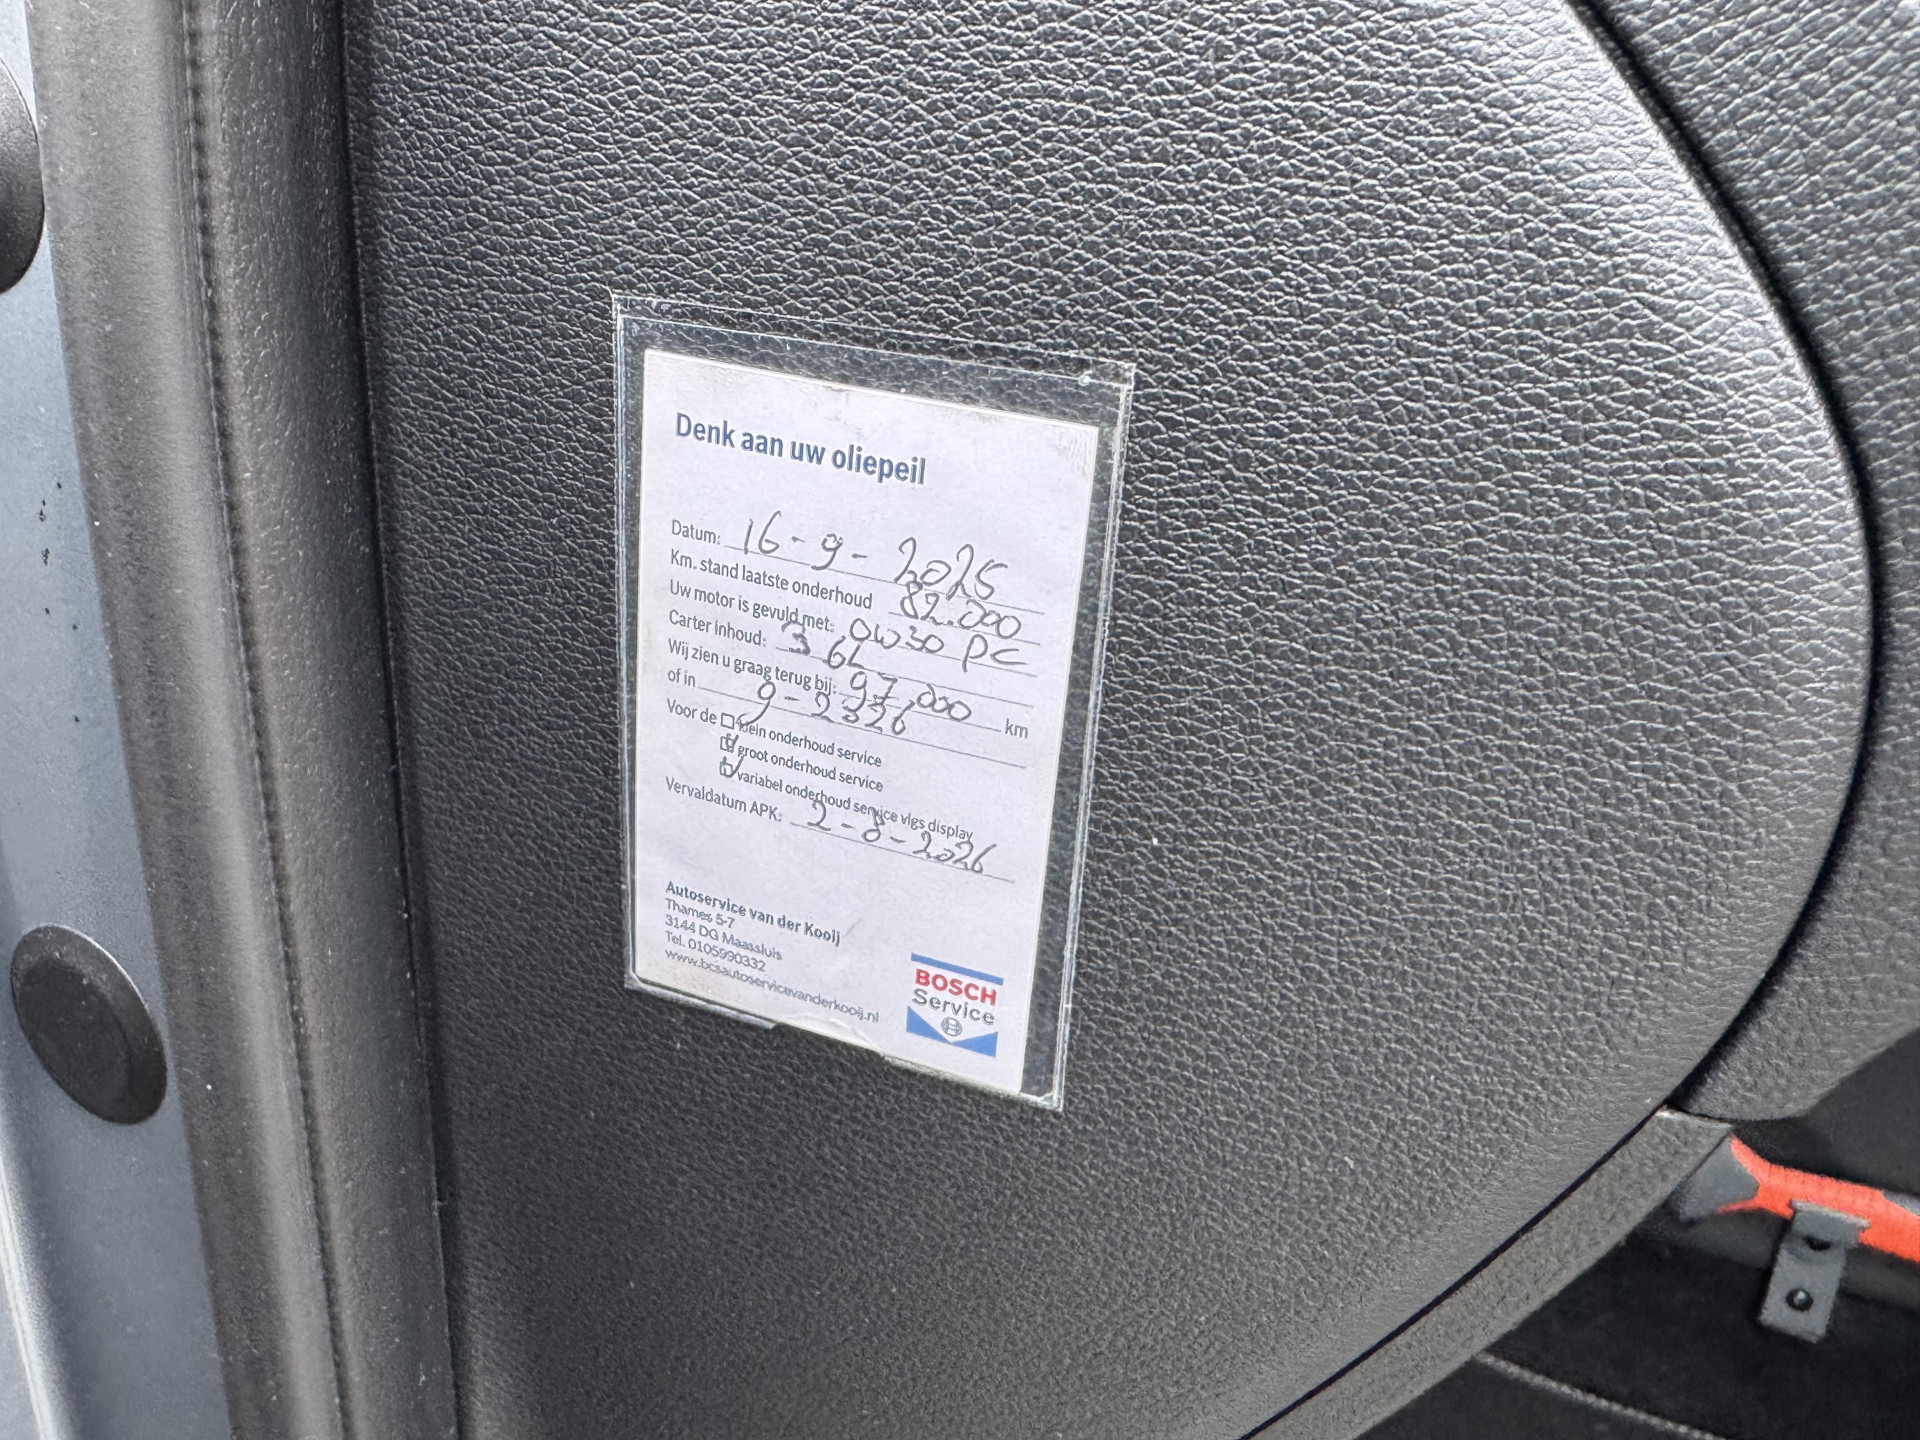 Denk aan uw oliepeil
Datum: 16-9-2025
Km. stand laatste onderhoud 82.000
Uw motor is gevuld met: 0W30 PC
Carter inhoud: 3 6L
Wij zien u graag terug bij: 97.000 km
of in 9-2026
Voor de klein onderhoud service
groot onderhoud service
variabel onderhoud service vlgs display
Vervaldatum APK: 2-8-2026
Autoservice van der Kooij
Thames 5-7
3144 DG Maassluis
Tel. 0105990332
www.bcsautoservicevanderkooij.nl
BOSCH
Service